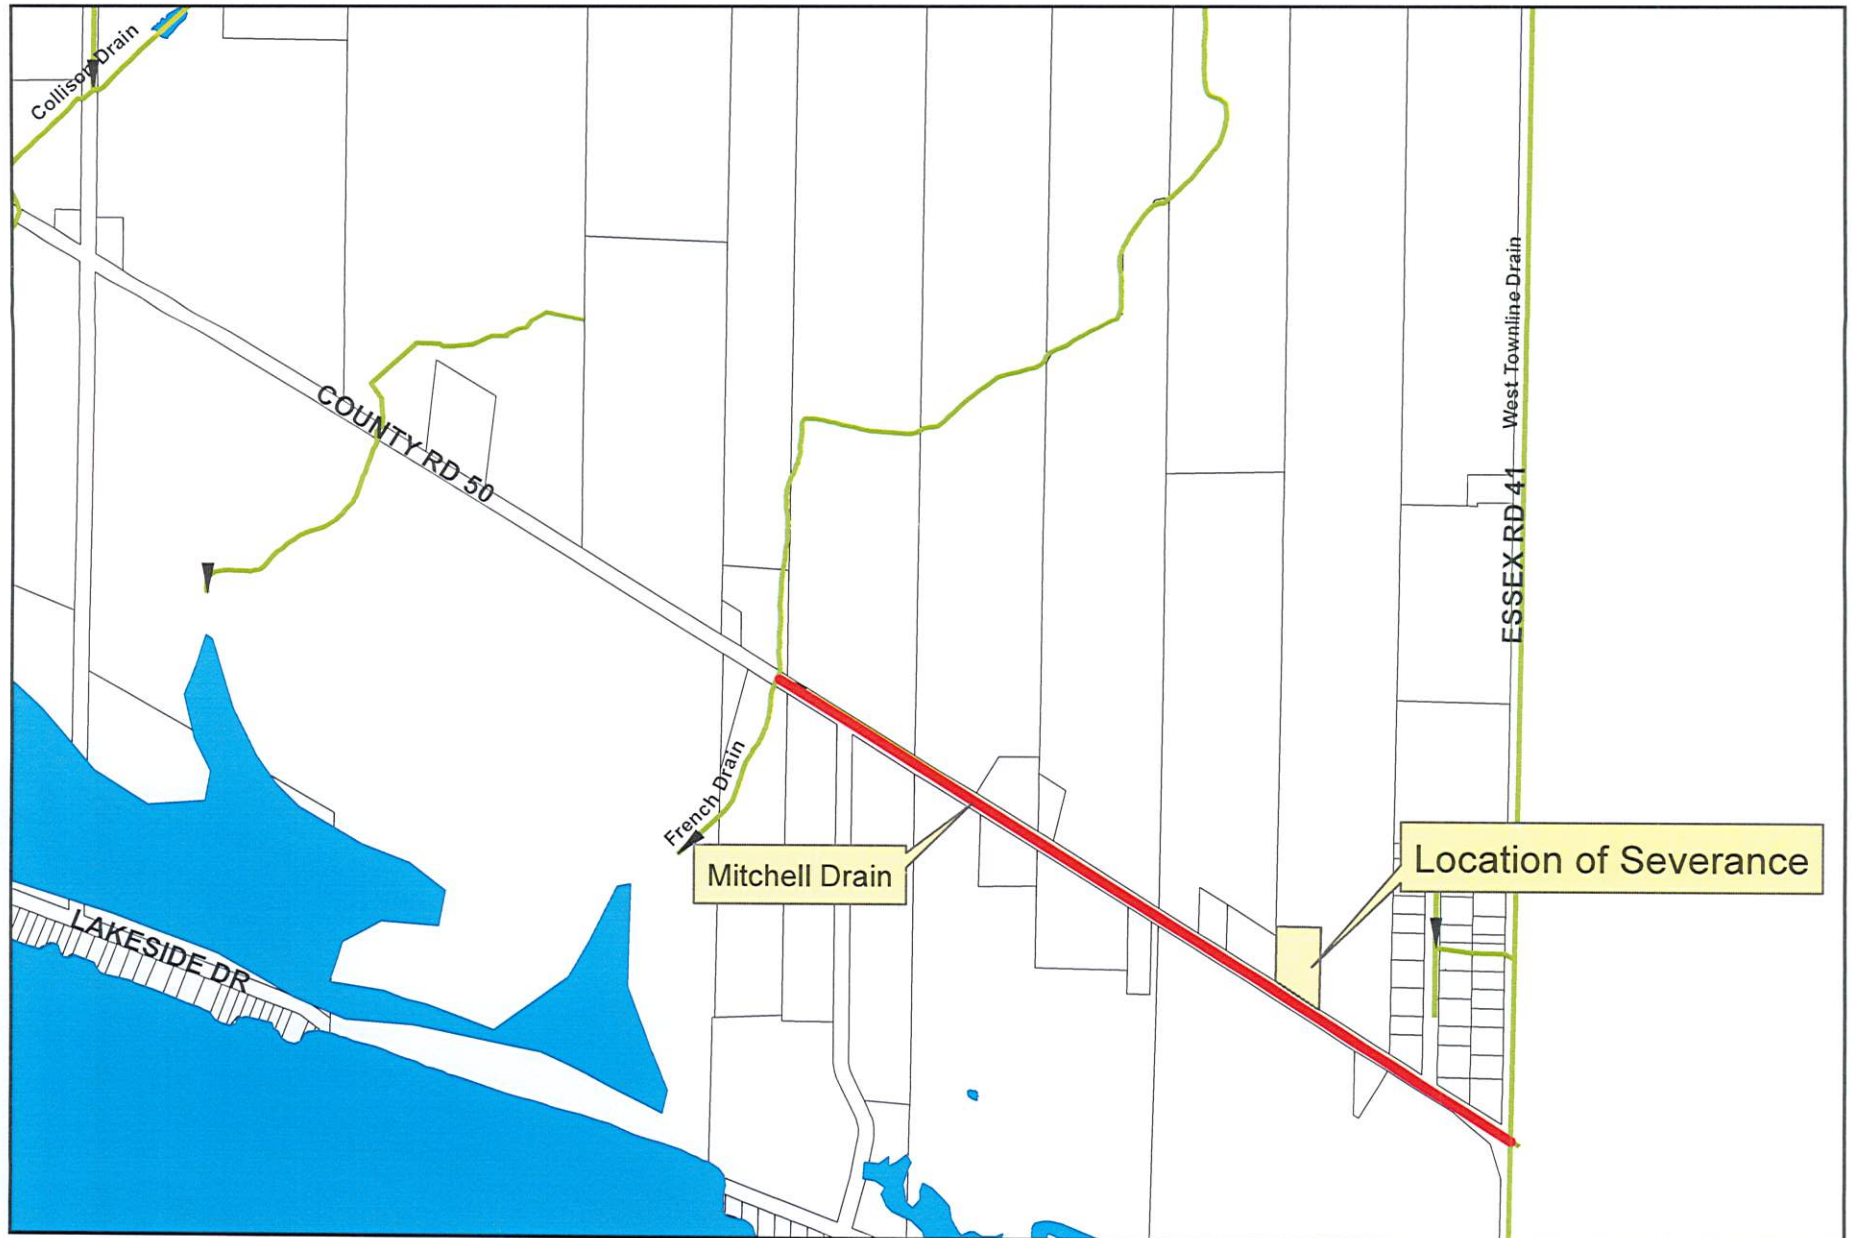 Collison Drain
COUNTY RD 50
West Townline Drain
ESSEX RD 41
French Drain
Mitchell Drain
Location of Severance
LAKESIDE DR